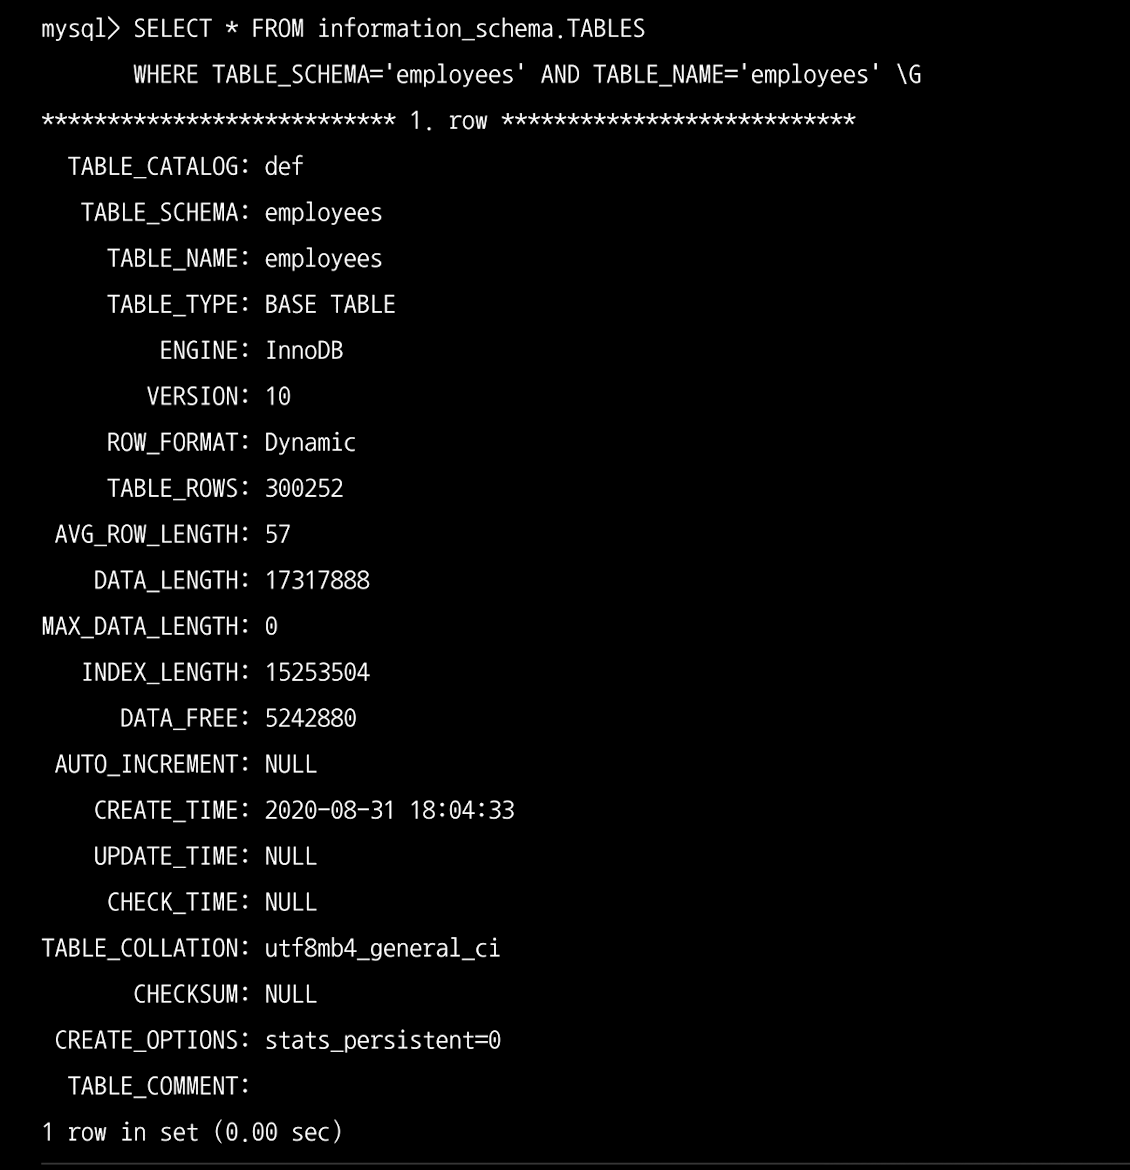 mysql> SELECT * FROM information_schema.TABLES
WHERE TABLE_SCHEMA='employees' AND TABLE_NAME='employees' \G
*************************** 1. row ***************************
TABLE_CATALOG: def
TABLE_SCHEMA: employees
TABLE_NAME: employees
TABLE_TYPE: BASE TABLE
ENGINE: InnoDB
VERSION: 10
ROW_FORMAT: Dynamic
TABLE_ROWS: 300252
AVG_ROW_LENGTH: 57
DATA_LENGTH: 17317888
MAX_DATA_LENGTH: 0
INDEX_LENGTH: 15253504
DATA_FREE: 5242880
AUTO_INCREMENT: NULL
CREATE_TIME: 2020-08-31 18:04:33
UPDATE_TIME: NULL
CHECK_TIME: NULL
TABLE_COLLATION: utf8mb4_general_ci
CHECKSUM: NULL
CREATE_OPTIONS: stats_persistent=0
TABLE_COMMENT:
1 row in set (0.00 sec)